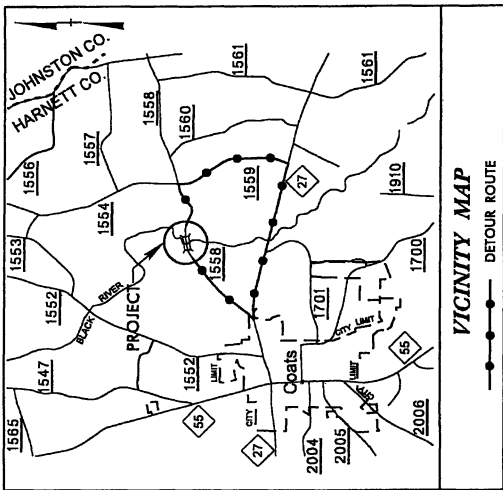 JOHNSTON CO.
HARNETT CO.
1556
1557
1558
1561
1560
1554
1553
1552
BLACK
RIVER
PROJECT
1559
1558
27
1561
1910
1547
1565
1552
1701
1700
CITY LIMIT
LIMIT
55
CITY
27
Coats
LIMIT
CITY
55
2004
2005
2006
VICINITY MAP
DETOUR ROUTE